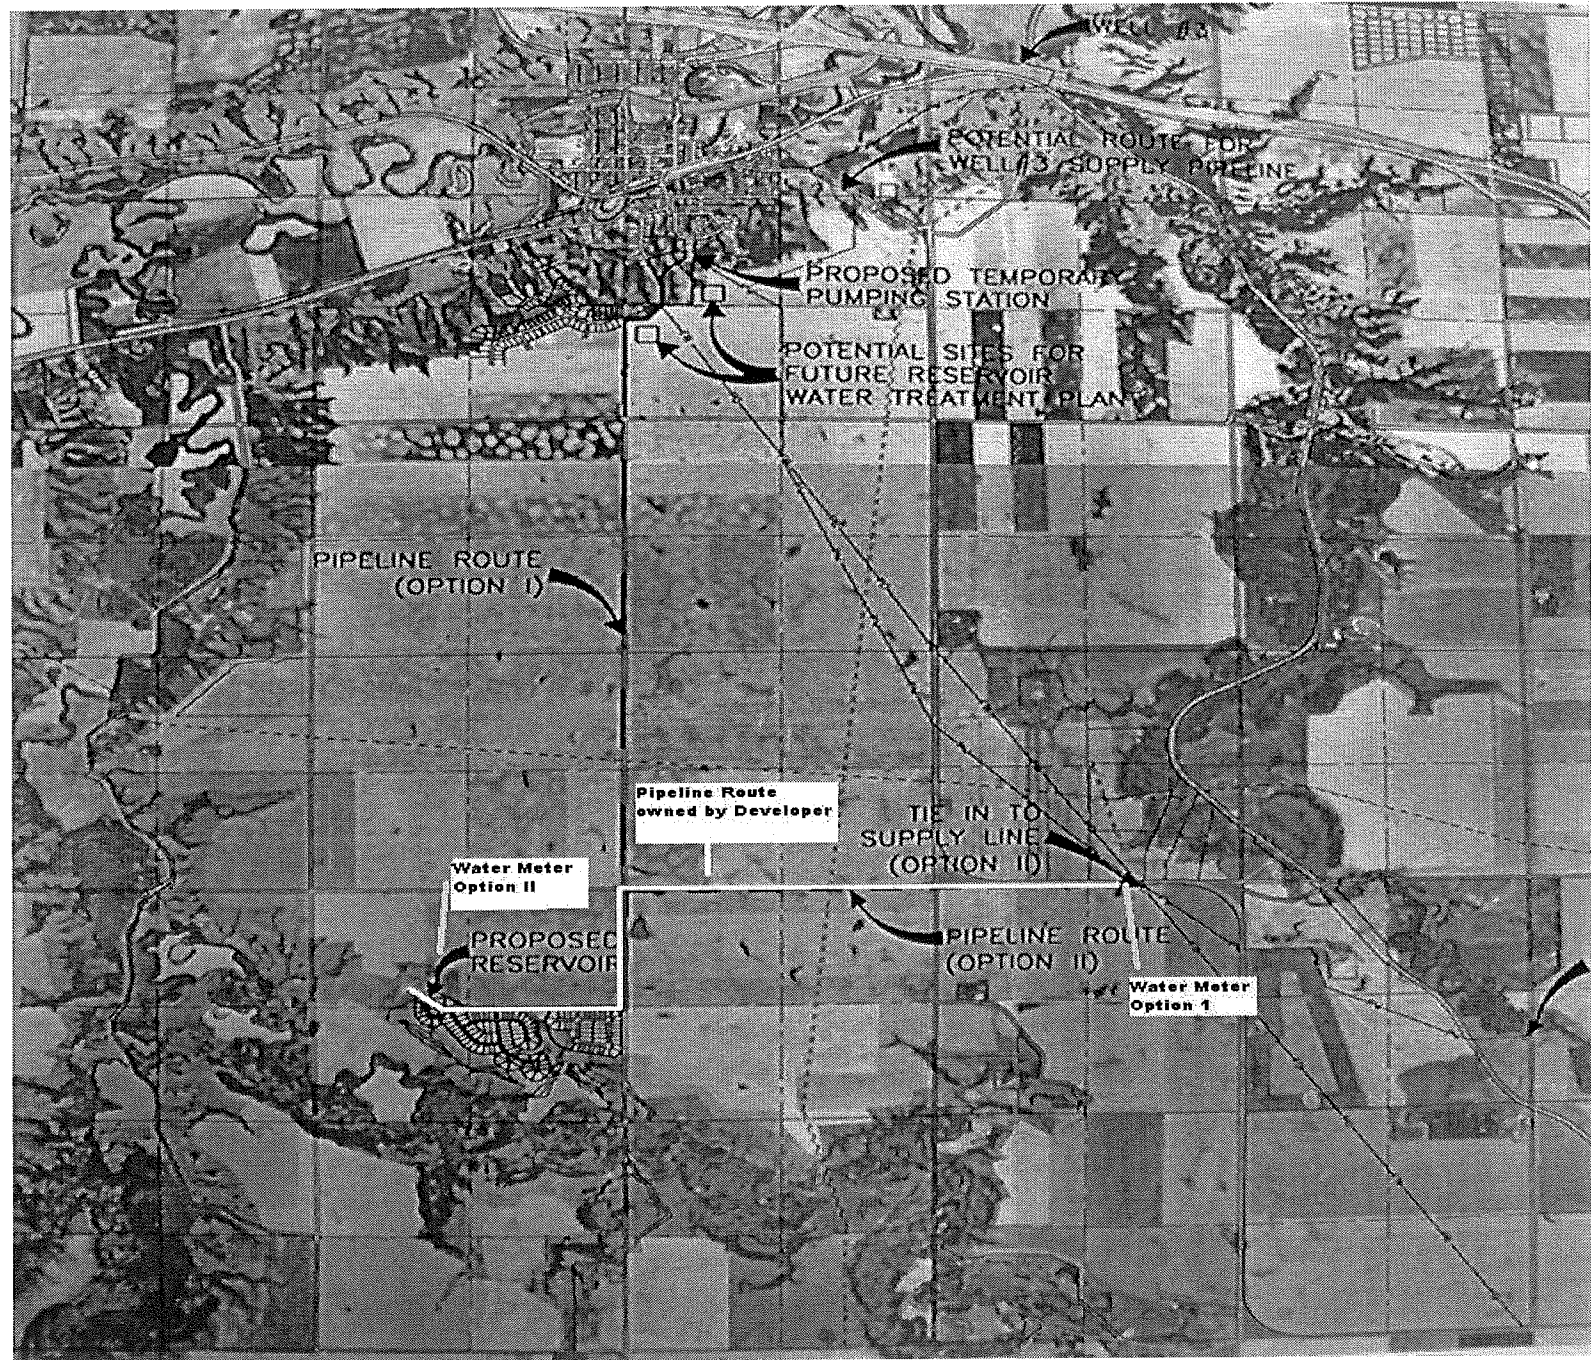 WELL #3
POTENTIAL ROUTE FOR
WELL #3 SUPPLY PIPELINE
PROPOSED TEMPORARY
PUMPING STATION
POTENTIAL SITES FOR
FUTURE RESERVOIR
WATER TREATMENT PLANT
PIPELINE ROUTE
(OPTION I)
Pipeline Route
owned by Developer
TIE IN TO
SUPPLY LINE
(OPTION II)
Water Meter
Option II
PROPOSED
RESERVOIR
PIPELINE ROUTE
(OPTION II)
Water Meter
Option 1